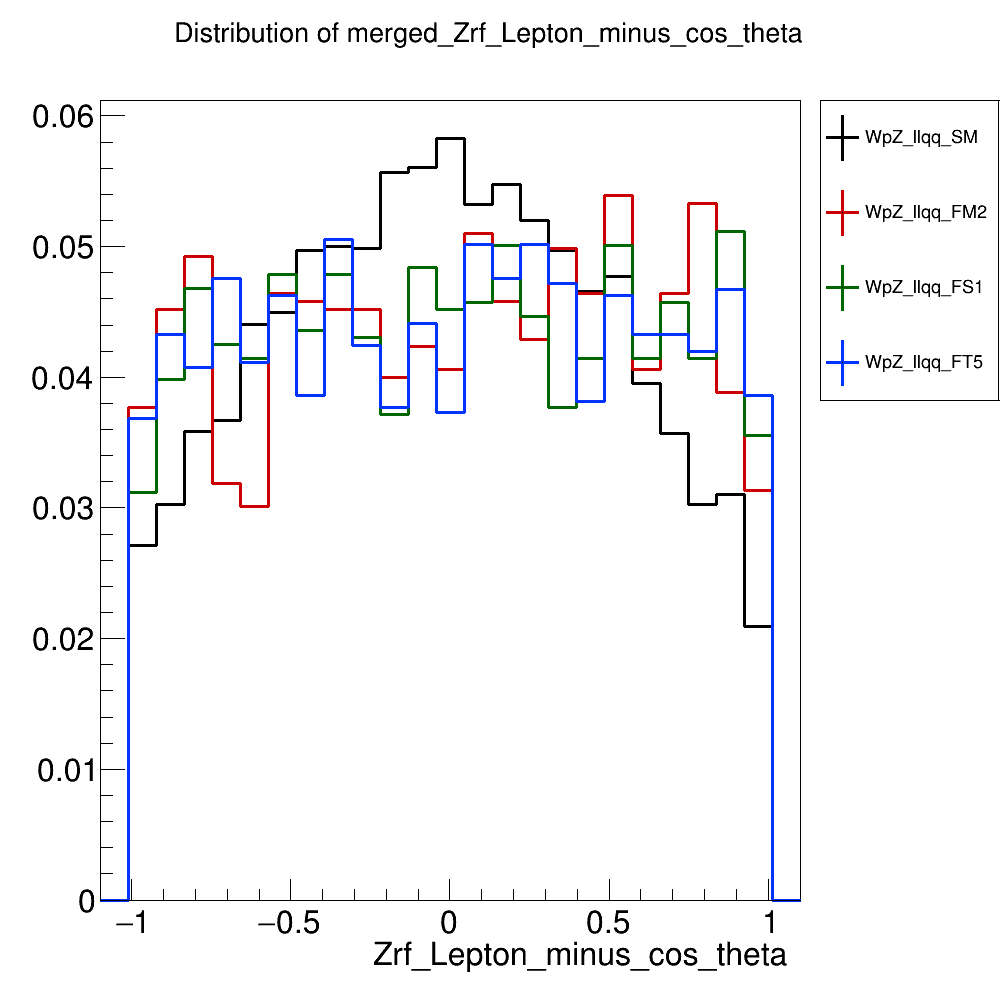 Distribution of merged_Zrf_Lepton_minus_cos_theta
0.06
0.05
0.04
0.03
0.02
0.01
0
−1
−0.5
0
0.5
1
Zrf_Lepton_minus_cos_theta
WpZ_llqq_SM
WpZ_llqq_FM2
WpZ_llqq_FS1
WpZ_llqq_FT5